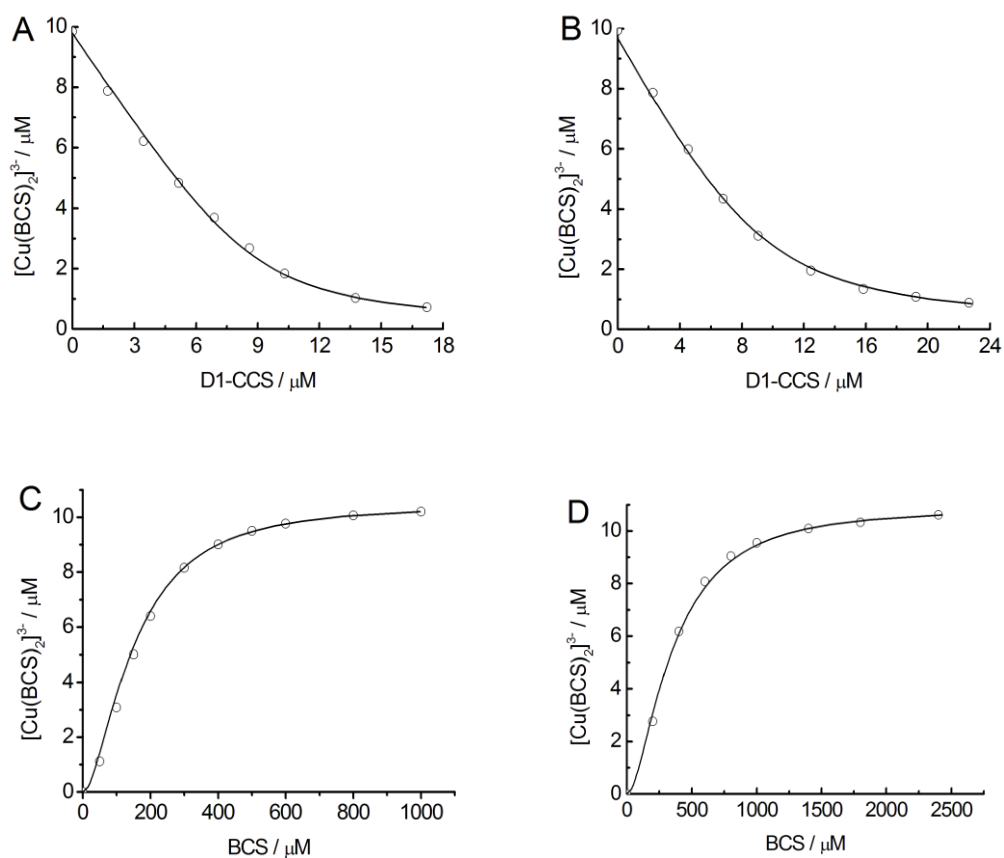 A
[Cu(BCS)₂]³⁻ / μM
10
8
6
4
2
0
0 3 6 9 12 15 18
D1-CCS / μM
B
[Cu(BCS)₂]³⁻ / μM
10
8
6
4
2
0
0 4 8 12 16 20 24
D1-CCS / μM
C
[Cu(BCS)₂]³⁻ / μM
10
8
6
4
2
0
0 200 400 600 800 1000
BCS / μM
D
[Cu(BCS)₂]³⁻ / μM
10
8
6
4
2
0
0 500 1000 1500 2000 2500
BCS / μM